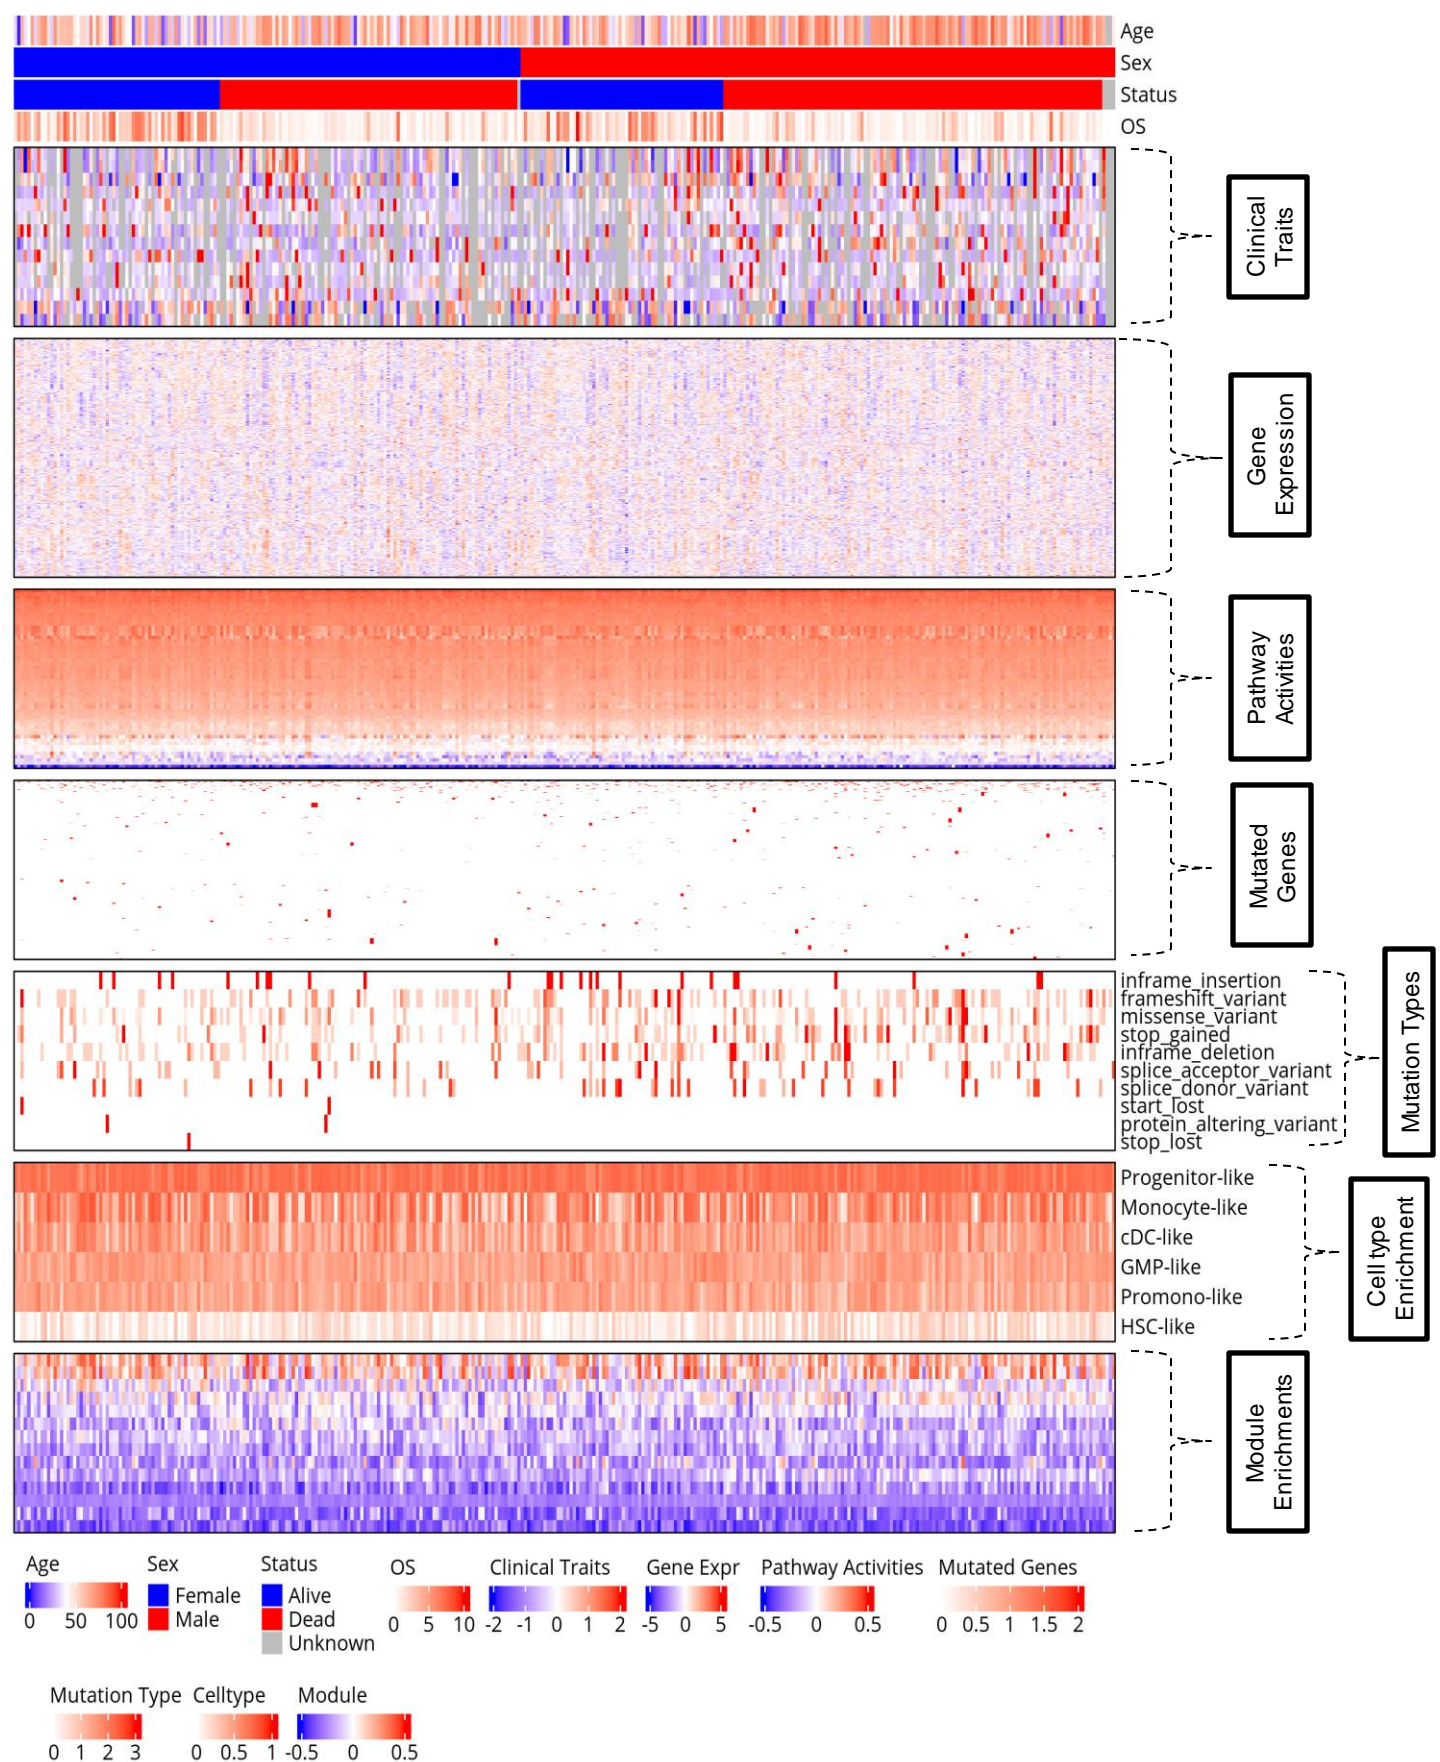 Age
Sex
Status
OS
Clinical
Traits
Gene
Expression
Pathway
Activities
Mutated
Genes
inframe_insertion
frameshift_variant
missense_variant
stop_gained
inframe_deletion
splice_acceptor_variant
splice_donor_variant
start_lost
protein_altering_variant
stop_lost
Mutation Types
Progenitor-like
Monocyte-like
cDC-like
GMP-like
Promono-like
HSC-like
Cell type
Enrichment
Module
Enrichments
Age
0 50 100
Sex
Female
Male
Status
Alive
Dead
Unknown
OS
0 5 10
Clinical Traits
-2 -1 0 1 2
Gene Expr
-5 0 5
Pathway Activities
-0.5 0 0.5
Mutated Genes
0 0.5 1 1.5 2
Mutation Type
0 1 2 3
Celltype
0 0.5 1
Module
-0.5 0 0.5